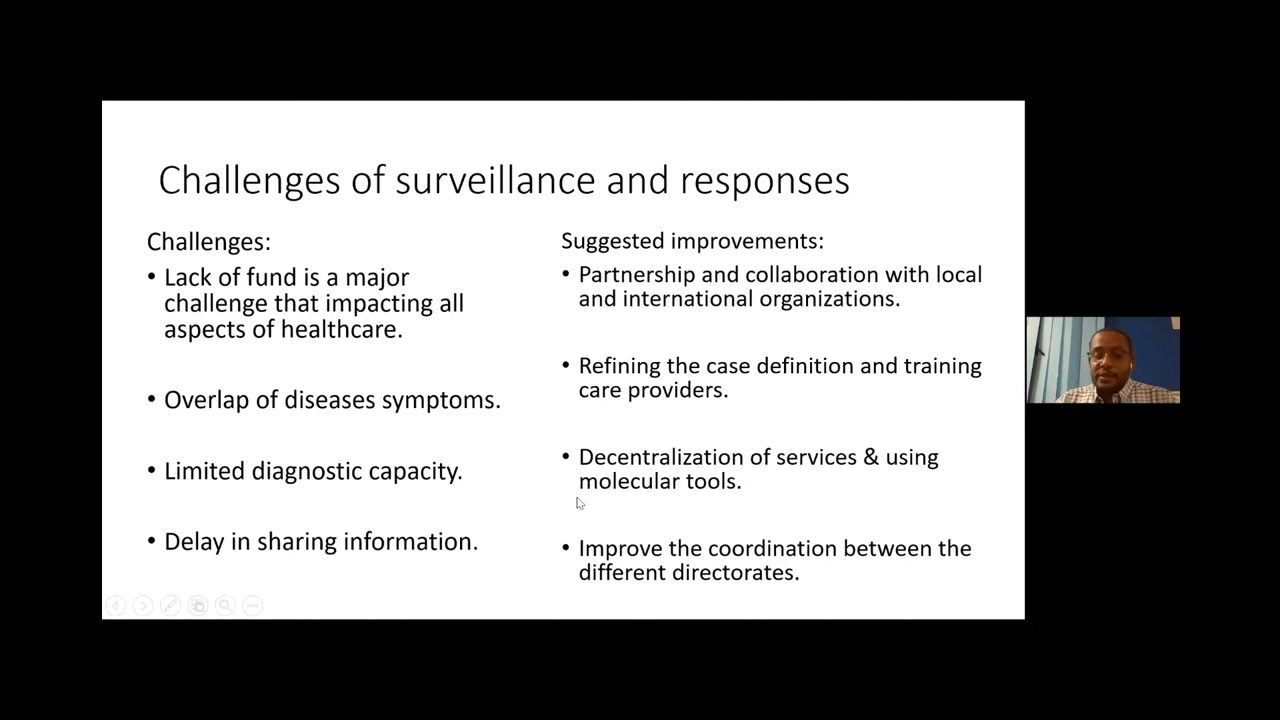 Challenges of surveillance and responses
Challenges:
• Lack of fund is a major
challenge that impacting all
aspects of healthcare.
• Overlap of diseases symptoms.
• Limited diagnostic capacity.
• Delay in sharing information.
Suggested improvements:
• Partnership and collaboration with local
and international organizations.
• Refining the case definition and training
care providers.
• Decentralization of services & using
molecular tools.
• Improve the coordination between the
different directorates.